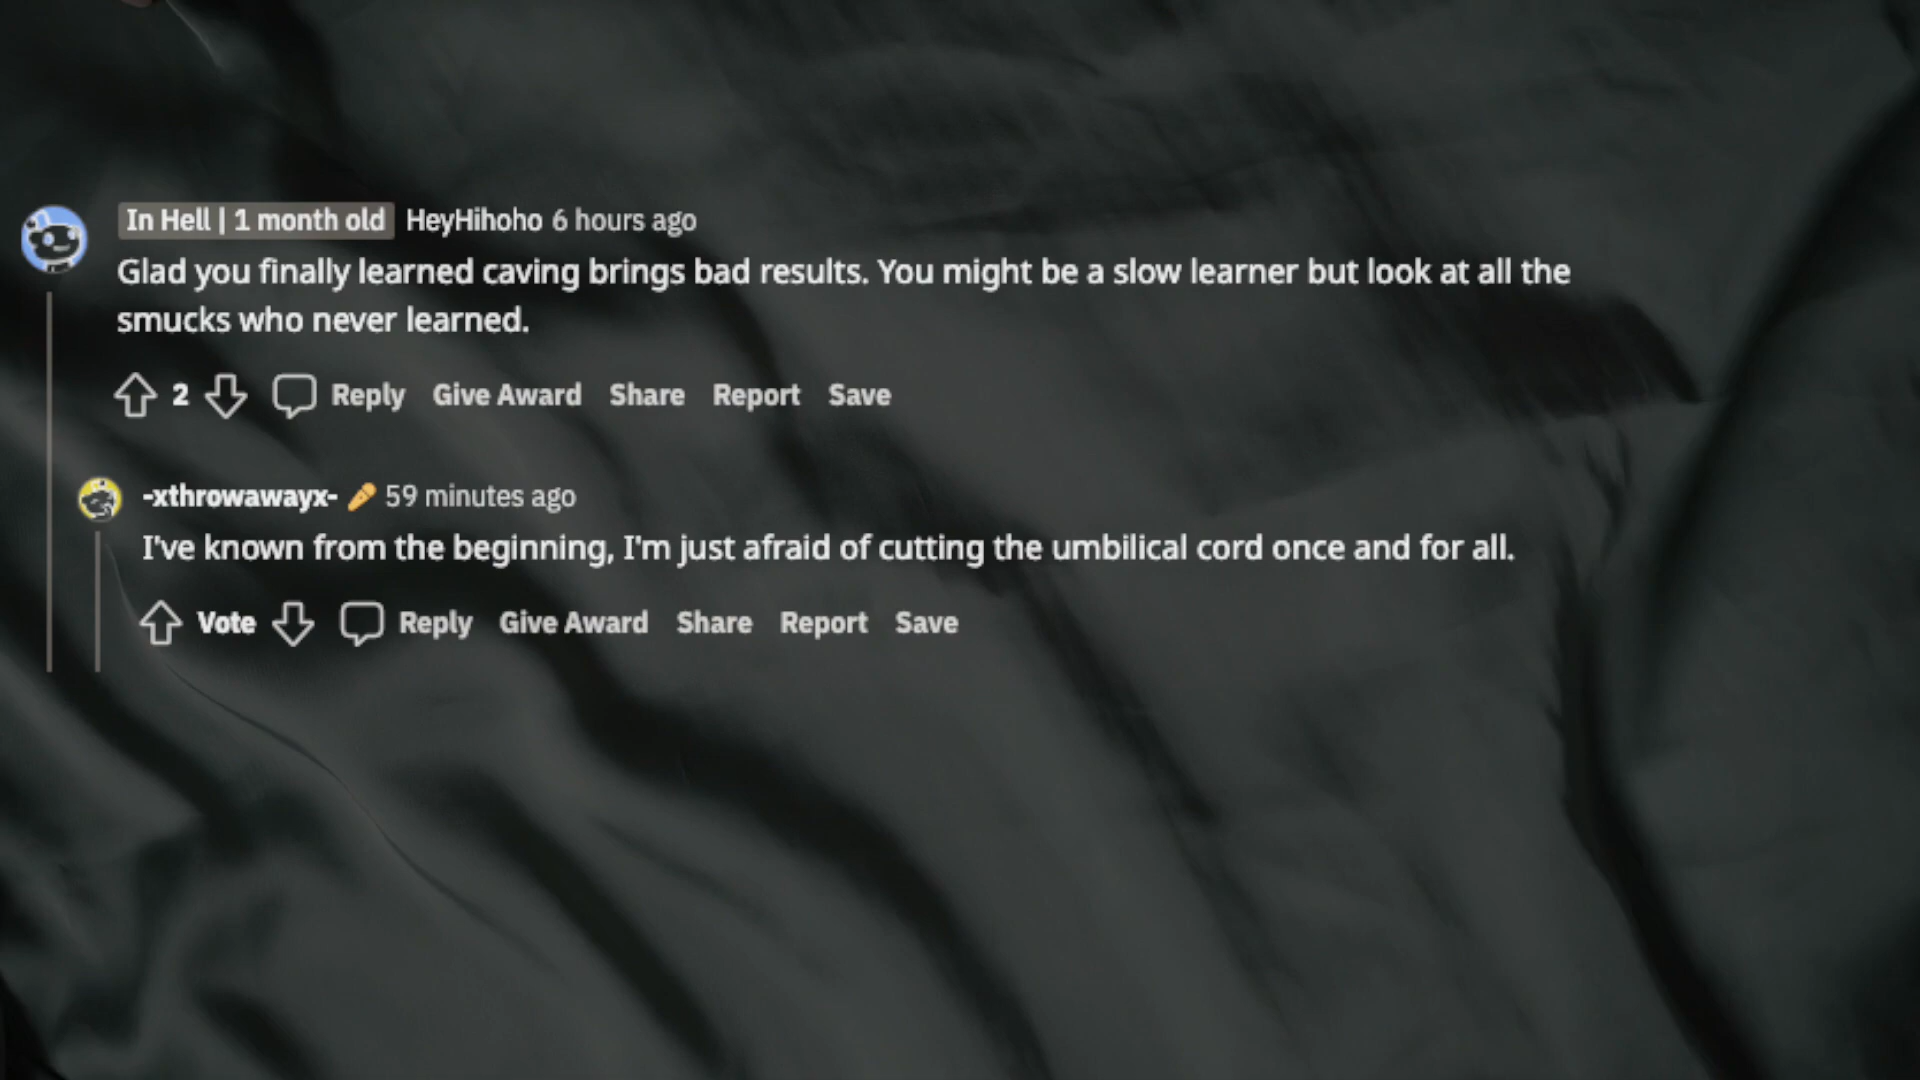 In Hell | 1 month old HeyHihoho 6 hours ago
Glad you finally learned caving brings bad results. You might be a slow learner but look at all the
smucks who never learned.
2 Reply Give Award Share Report Save
-xthrowawayx- 59 minutes ago
I've known from the beginning, I'm just afraid of cutting the umbilical cord once and for all.
Vote Reply Give Award Share Report Save